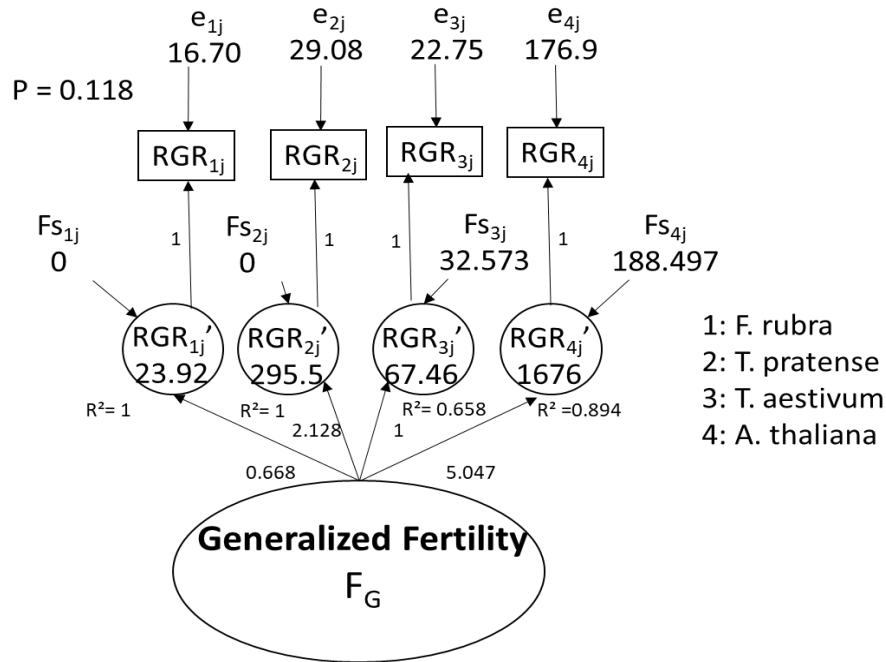 e1j e2j e3j e4j
16.70 29.08 22.75 176.9
P = 0.118
RGR1j RGR2j RGR3j RGR4j
1 1 1 1
Fs1j Fs2j Fs3j Fs4j
0 0 32.573 188.497
RGR1j’ RGR2j’ RGR3j’ RGR4j’
23.92 295.5 67.46 1676
R²= 1 R²= 1 R²= 0.658 R² =0.894
0.668 2.128 1 5.047
Generalized Fertility
FG
1: F. rubra
2: T. pratense
3: T. aestivum
4: A. thaliana